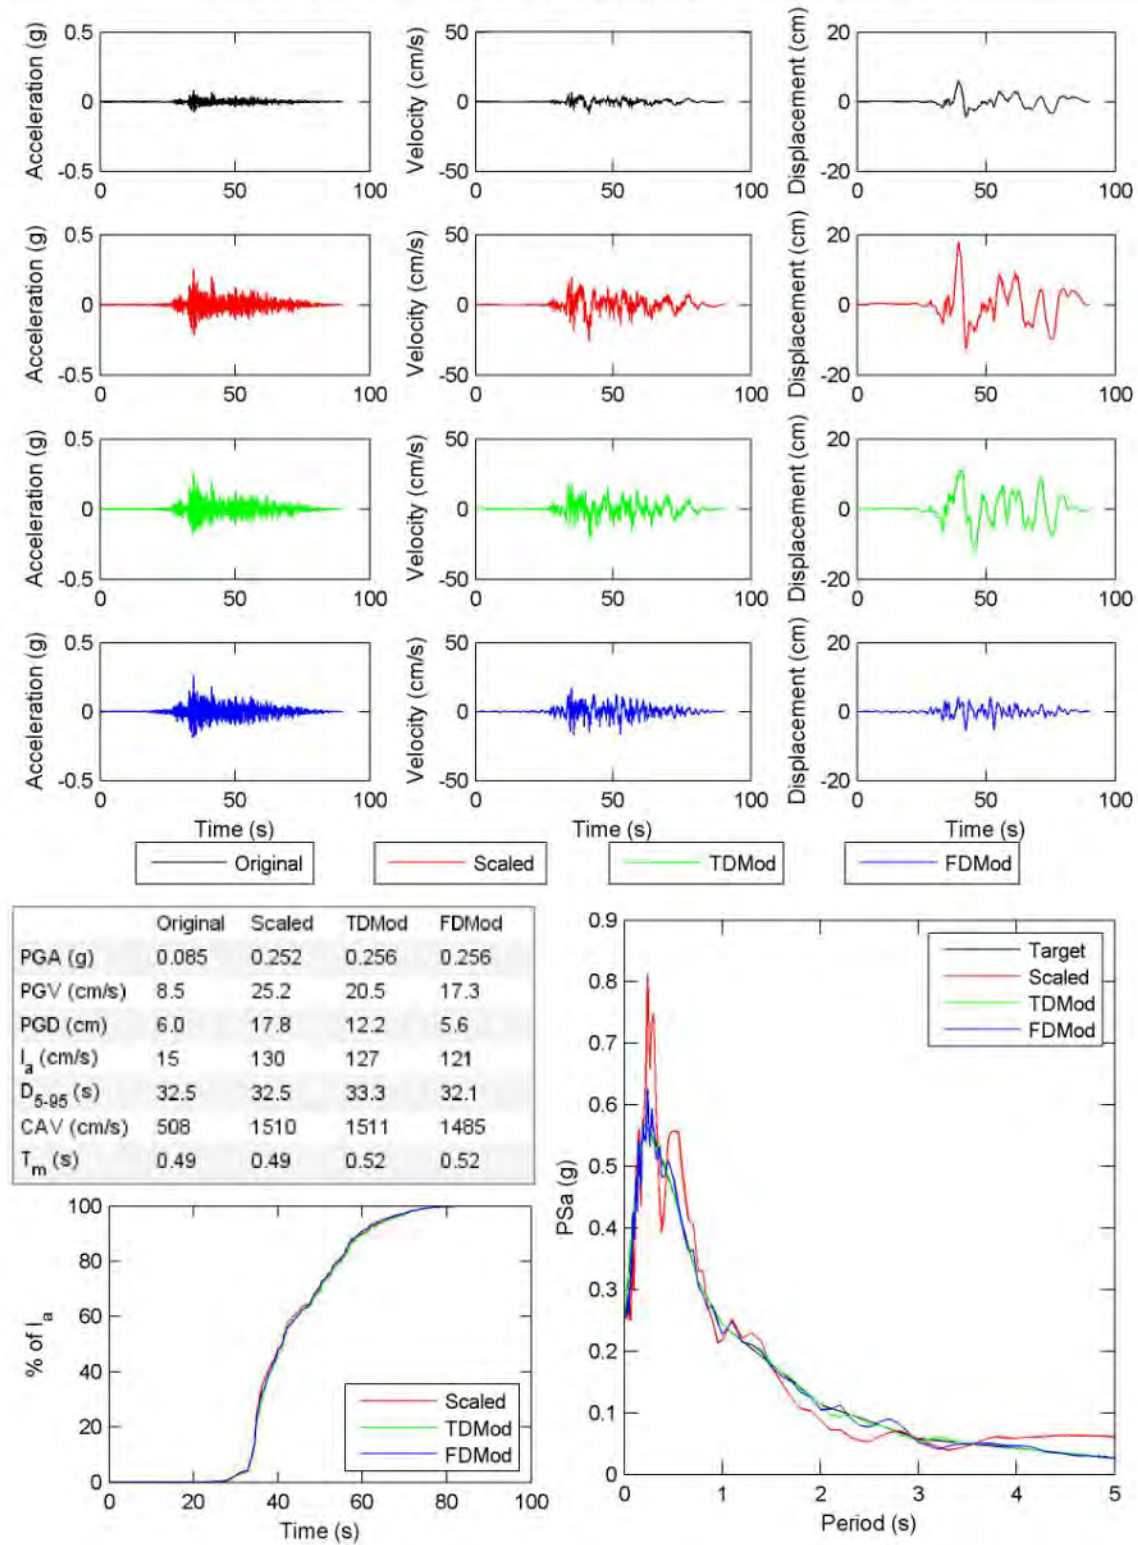 Acceleration (g)
0.5
0
-0.5
0 50 100
Velocity (cm/s)
50
0
-50
0 50 100
Displacement (cm)
20
0
-20
0 50 100
Acceleration (g)
0.5
0
-0.5
0 50 100
Velocity (cm/s)
50
0
-50
0 50 100
Displacement (cm)
20
0
-20
0 50 100
Acceleration (g)
0.5
0
-0.5
0 50 100
Velocity (cm/s)
50
0
-50
0 50 100
Displacement (cm)
20
0
-20
0 50 100
Acceleration (g)
0.5
0
-0.5
0 50 100
Time (s)
Velocity (cm/s)
50
0
-50
0 50 100
Time (s)
Displacement (cm)
20
0
-20
0 50 100
Time (s)
Original
Scaled
TDMod
FDMod
Original Scaled TDMod FDMod
PGA (g) 0.085 0.252 0.256 0.256
PGV (cm/s) 8.5 25.2 20.5 17.3
PGD (cm) 6.0 17.8 12.2 5.6
Ia (cm/s) 15 130 127 121
D5-95 (s) 32.5 32.5 33.3 32.1
CAV (cm/s) 508 1510 1511 1485
Tm (s) 0.49 0.49 0.52 0.52
% of Ia
100
80
60
40
20
0
0 20 40 60 80 100
Time (s)
Scaled
TDMod
FDMod
PSa (g)
0.9
0.8
0.7
0.6
0.5
0.4
0.3
0.2
0.1
0
0 1 2 3 4 5
Period (s)
Target
Scaled
TDMod
FDMod